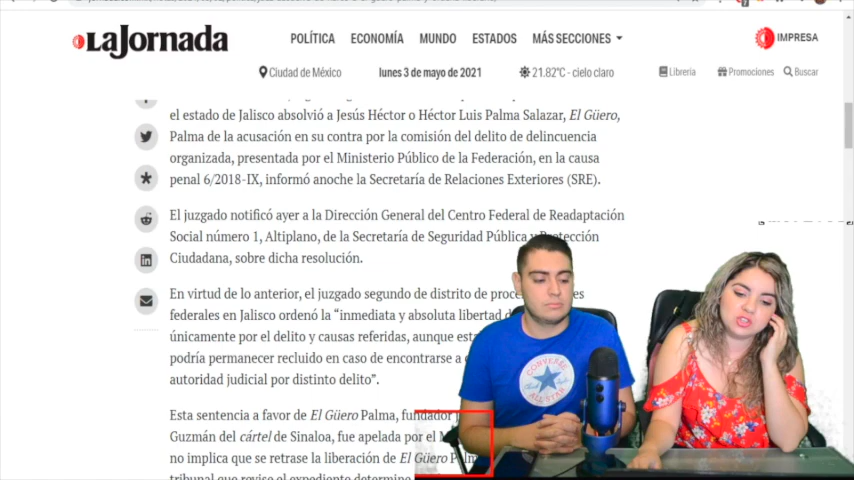 LaJornada
POLÍTICA ECONOMÍA MUNDO ESTADOS MÁS SECCIONES IMPRESA
Ciudad de México lunes 3 de mayo de 2021 21.82°C - cielo claro Librería Promociones Buscar
el estado de Jalisco absolvió a Jesús Héctor o Héctor Luis Palma Salazar, El Güero,
Palma de la acusación en su contra por la comisión del delito de delincuencia
organizada, presentada por el Ministerio Público de la Federación, en la causa
penal 6/2018-IX, informó anoche la Secretaría de Relaciones Exteriores (SRE).
El juzgado notificó ayer a la Dirección General del Centro Federal de Readaptación
Social número 1, Altiplano, de la Secretaría de Seguridad Pública y Protección
Ciudadana, sobre dicha resolución.
En virtud de lo anterior, el juzgado segundo de distrito de
federales en Jalisco ordenó la “inmediata y absoluta libertad
únicamente por el delito y causas referidas, aunque
podría permanecer recluido en caso de encontrarse a
autoridad judicial por distinto delito”.
Esta sentencia a favor de El Güero Palma, fundador
Guzmán del cártel de Sinaloa, fue apelada por el
no implica que se retrase la liberación de El Güero
tribunal que revise el expediente determine
CONVERSE
ALL STAR